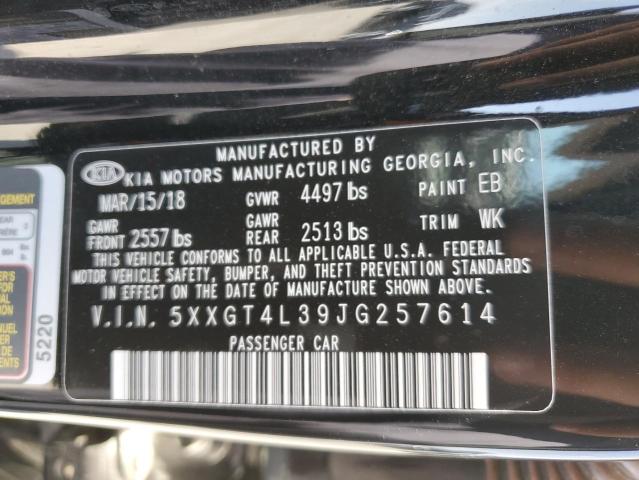 MANUFACTURED BY
KIA KIA MOTORS MANUFACTURING GEORGIA, INC.
MAR/15/18 GVWR 4497 lbs PAINT EB
GAWR FRONT 2557 lbs GAWR REAR 2513 lbs TRIM WK
THIS VEHICLE CONFORMS TO ALL APPLICABLE U.S.A. FEDERAL
MOTOR VEHICLE SAFETY, BUMPER, AND THEFT PREVENTION STANDARDS
IN EFFECT ON THE DATE OF MANUFACTURE SHOWN ABOVE.
V.I.N. 5XXGT4L39JG257614
PASSENGER CAR
5220